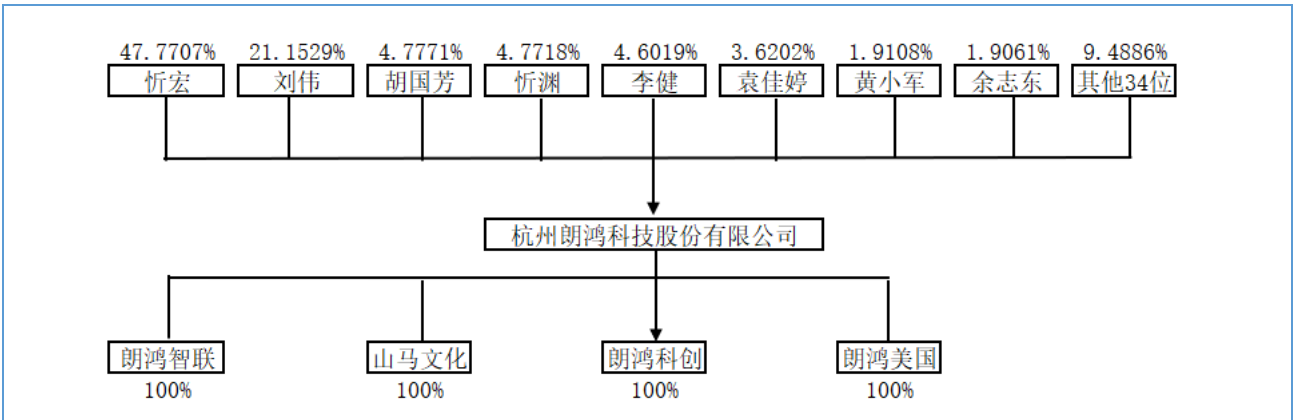 47.7707% 21.1529% 4.7771% 4.7718% 4.6019% 3.6202% 1.9108% 1.9061% 9.4886%
忻宏 刘伟 胡国芳 忻渊 李健 袁佳婷 黄小军 余志东 其他34位
杭州朗鸿科技股份有限公司
朗鸿智联 山马文化 朗鸿科创 朗鸿美国
100% 100% 100% 100%